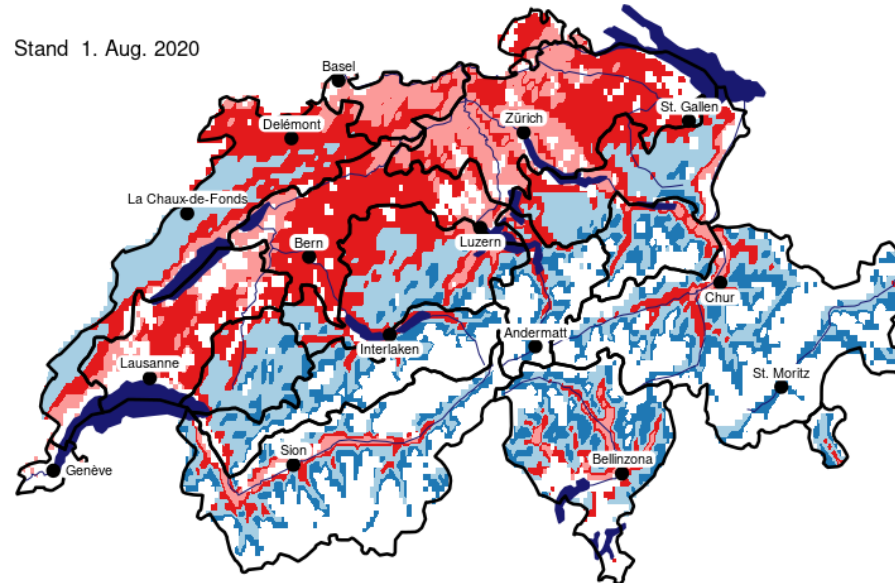 Stand 1. Aug. 2020
Basel
St. Gallen
Zürich
Delémont
La Chaux-de-Fonds
Luzern
Bern
Chur
Andermatt
Interlaken
Lausanne
St. Moritz
Sion
Bellinzona
Genève